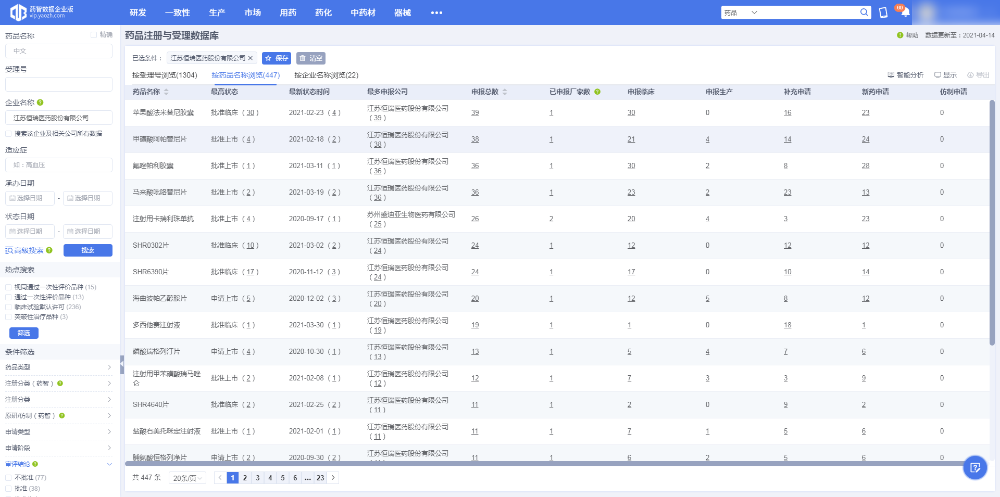 药智数据企业版
vip.yaozh.com
研发 一致性 生产 市场 用药 药化 中药材 器械 •••
药品
60
药品名称 精确
中文
受理号
企业名称
江苏恒瑞医药股份有限公司
搜索该企业及相关公司所有数据
适应症
如：高血压
承办日期
选择日期 - 选择日期
状态日期
选择日期 - 选择日期
高级搜索 搜索
热点搜索
视同通过一次性评价品种 (15)
通过一次性评价品种 (13)
临床试验默认许可 (236)
突破性治疗品种 (3)
筛选
条件筛选
药品类型
注册分类（药智）
注册分类
原研/仿制（药智）
申请类型
申请阶段
审评结论
不批准 (77)
批准 (38)
药品注册与受理数据库
帮助 数据更新至：2021-04-14
已选条件： 江苏恒瑞医药股份有限公司 × 保存 清空
按受理号浏览(1304) 按药品名称浏览(447) 按企业名称浏览(22)
智能分析 显示 导出
药品名称 最高状态 最新状态时间 最多申报公司 申报总数 已申报厂家数 申报临床 申报生产 补充申请 新药申请 仿制申请
苹果酸法米替尼胶囊 批准临床（30） 2021-02-23（4） 江苏恒瑞医药股份有限公司（39） 39 1 30 0 16 23 0
甲磺酸阿帕替尼片 批准上市（4） 2021-02-18（2） 江苏恒瑞医药股份有限公司（38） 38 1 21 4 14 24 0
氟唑帕利胶囊 批准上市（1） 2021-03-11（1） 江苏恒瑞医药股份有限公司（36） 36 1 30 2 8 28 0
马来酸吡咯替尼片 批准上市（2） 2021-03-19（2） 江苏恒瑞医药股份有限公司（36） 36 1 23 2 23 13 0
注射用卡瑞利珠单抗 批准上市（4） 2020-09-17（1） 苏州盛迪亚生物医药有限公司（25） 26 2 20 4 3 23 0
SHR0302片 批准临床（10） 2021-03-02（2） 江苏恒瑞医药股份有限公司（24） 24 1 12 0 12 12 0
SHR6390片 批准临床（17） 2020-11-12（3） 江苏恒瑞医药股份有限公司（24） 24 1 17 0 10 14 0
海曲波帕乙醇胺片 申请上市（5） 2020-12-02（3） 江苏恒瑞医药股份有限公司（20） 20 1 12 5 8 12 0
多西他赛注射液 批准临床（1） 2021-03-30（1） 江苏恒瑞医药股份有限公司（19） 19 1 1 0 18 1 0
磷酸瑞格列汀片 申请上市（4） 2020-10-30（1） 江苏恒瑞医药股份有限公司（13） 13 1 5 4 7 6 0
注射用甲苯磺酸瑞马唑仑 批准上市（2） 2021-02-08（1） 江苏恒瑞医药股份有限公司（12） 12 1 7 3 3 9 0
SHR4640片 批准临床（2） 2021-02-25（2） 江苏恒瑞医药股份有限公司（11） 11 1 2 0 9 2 0
盐酸右美托咪定注射液 批准上市（1） 2021-02-01（1） 江苏恒瑞医药股份有限公司（11） 11 1 7 1 5 6 0
脯氨酸恒格列净片 申请上市（2） 2020-09-30（2） 江苏恒瑞医药股份有限公司 11 1 6 2 5 6 0
共 447 条 20条/页 < 1 2 3 4 5 6 ... 23 >